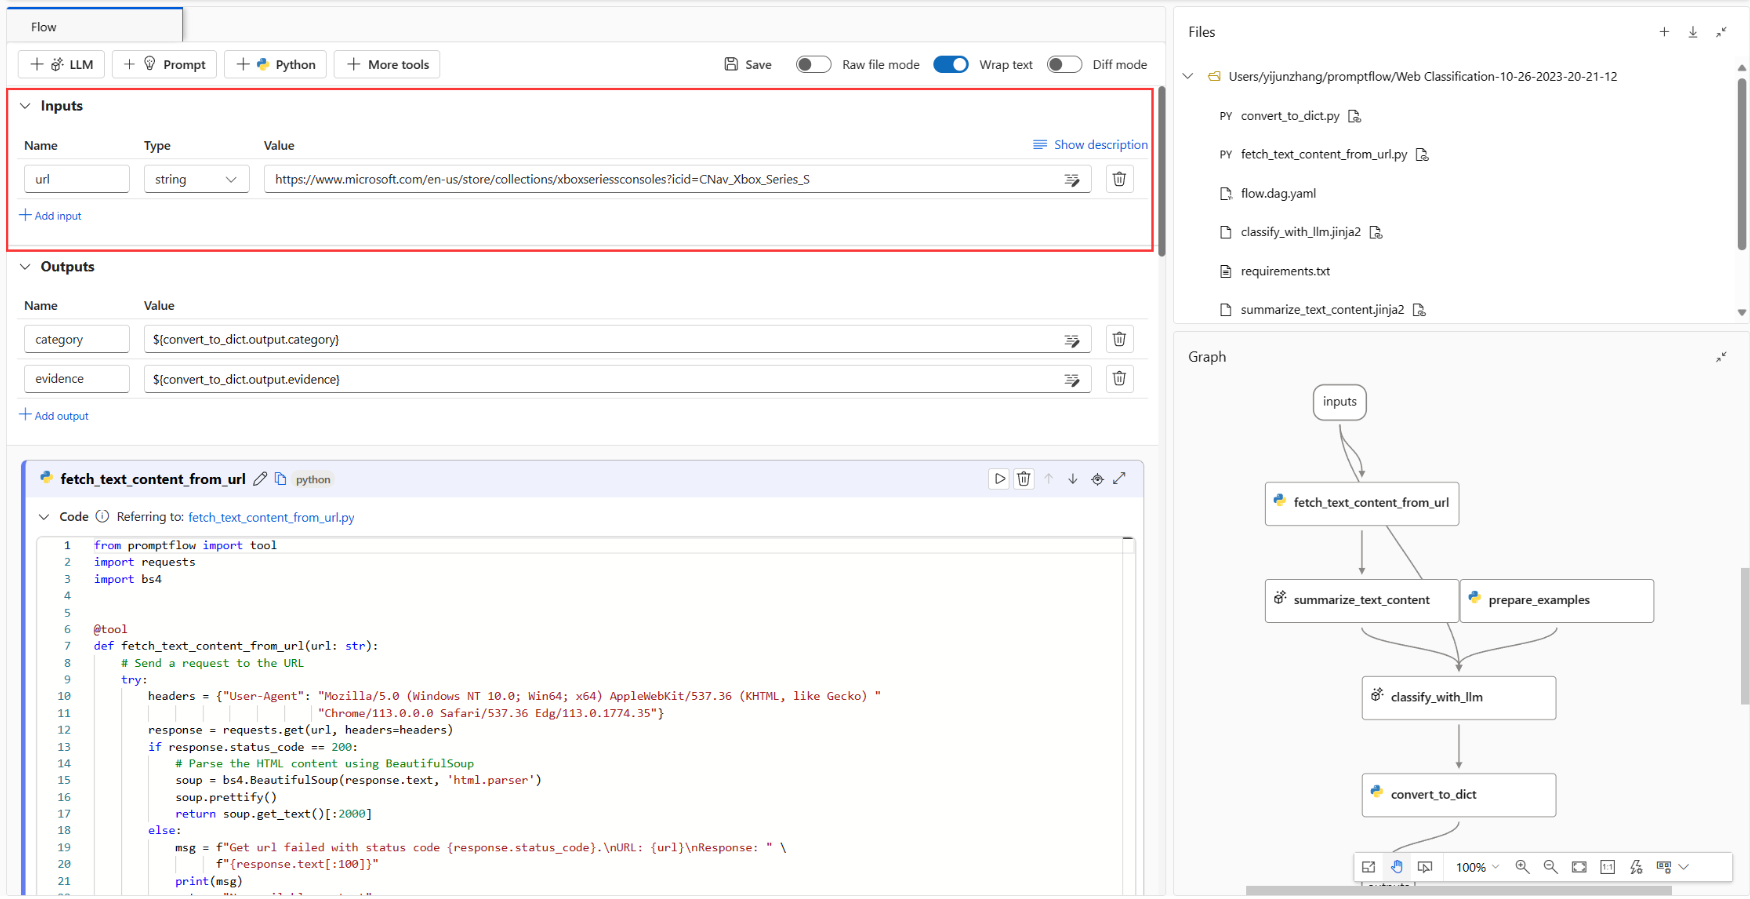 Flow
LLM
Prompt
Python
More tools
Save
Raw file mode
Wrap text
Diff mode
Inputs
Name
Type
Value
Show description
url
string
https://www.microsoft.com/en-us/store/collections/xboxseriessconsoles?icid=CNav_Xbox_Series_S
Add input
Outputs
Name
Value
category
${convert_to_dict.output.category}
evidence
${convert_to_dict.output.evidence}
Add output
fetch_text_content_from_url
python
Code
Referring to: fetch_text_content_from_url.py
1 from promptflow import tool
2 import requests
3 import bs4
4
5
6 @tool
7 def fetch_text_content_from_url(url: str):
8 # Send a request to the URL
9 try:
10 headers = {"User-Agent": "Mozilla/5.0 (Windows NT 10.0; Win64; x64) AppleWebKit/537.36 (KHTML, like Gecko) "
11 "Chrome/113.0.0.0 Safari/537.36 Edg/113.0.1774.35"}
12 response = requests.get(url, headers=headers)
13 if response.status_code == 200:
14 # Parse the HTML content using BeautifulSoup
15 soup = bs4.BeautifulSoup(response.text, 'html.parser')
16 soup.prettify()
17 return soup.get_text()[:2000]
18 else:
19 msg = f"Get url failed with status code {response.status_code}.\nURL: {url}\nResponse: " \
20 f"{response.text[:100]}"
21 print(msg)
Files
Users/yijunzhang/promptflow/Web Classification-10-26-2023-20-21-12
PY convert_to_dict.py
PY fetch_text_content_from_url.py
flow.dag.yaml
classify_with_llm.jinja2
requirements.txt
summarize_text_content.jinja2
Graph
inputs
fetch_text_content_from_url
summarize_text_content
prepare_examples
classify_with_llm
convert_to_dict
100%
1:1